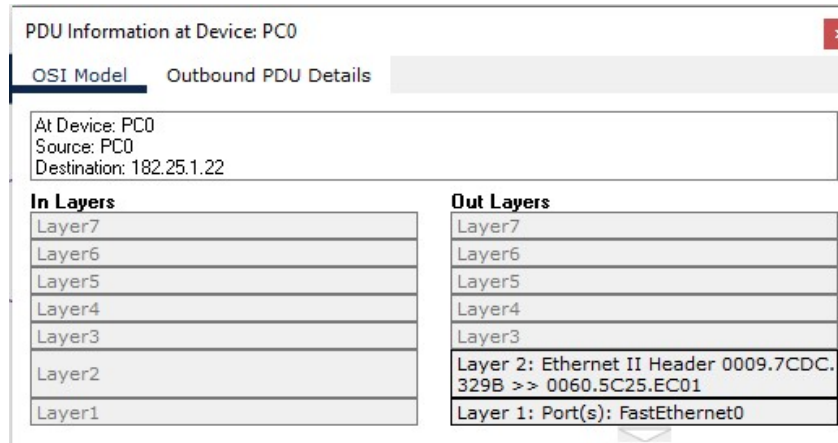 PDU Information at Device: PC0
OSI Model Outbound PDU Details
At Device: PC0
Source: PC0
Destination: 182.25.1.22
In Layers
Layer7
Layer6
Layer5
Layer4
Layer3
Layer2
Layer1
Out Layers
Layer7
Layer6
Layer5
Layer4
Layer3
Layer 2: Ethernet II Header 0009.7CDC.
329B >> 0060.5C25.EC01
Layer 1: Port(s): FastEthernet0